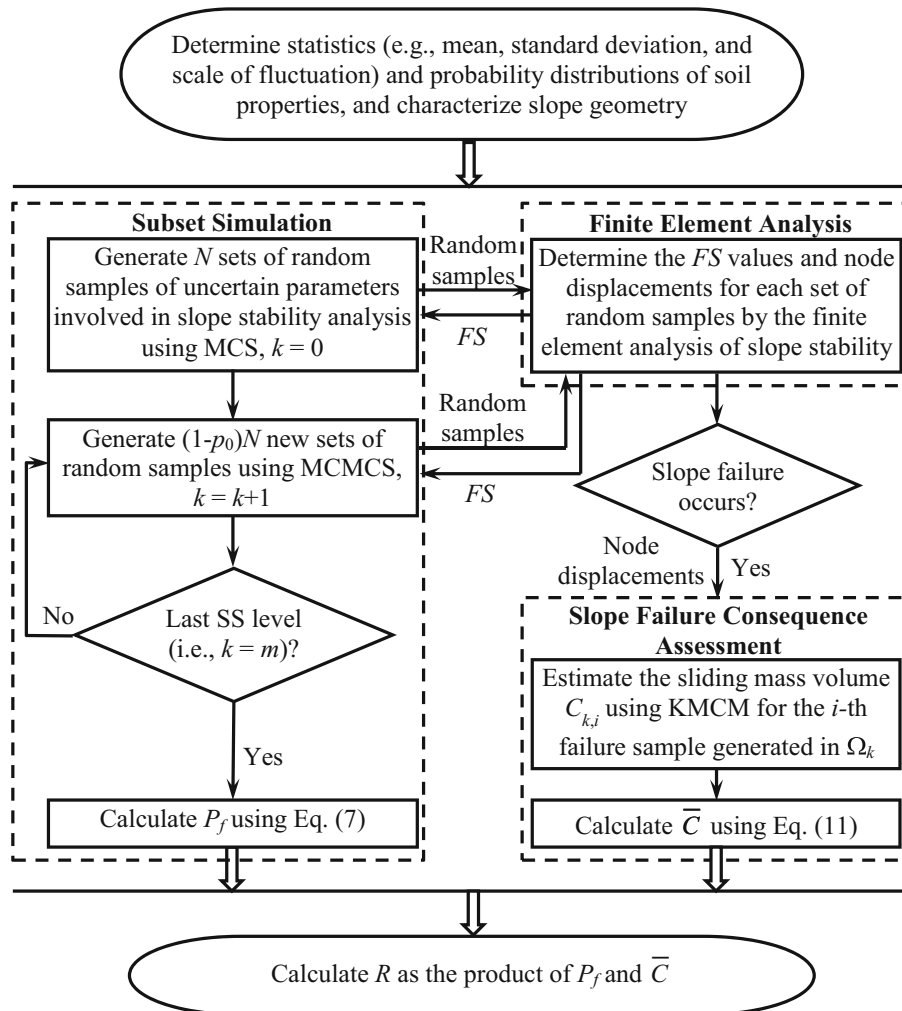 Determine statistics (e.g., mean, standard deviation, and
scale of fluctuation) and probability distributions of soil
properties, and characterize slope geometry
Subset Simulation
Generate N sets of random
samples of uncertain parameters
involved in slope stability analysis
using MCS, k = 0
Random
samples
FS
Finite Element Analysis
Determine the FS values and node
displacements for each set of
random samples by the finite
element analysis of slope stability
Generate (1-p₀)N new sets of
random samples using MCMCS,
k = k+1
Random
samples
FS
Slope failure
occurs?
Node
displacements
Yes
No
Last SS level
(i.e., k = m)?
Yes
Slope Failure Consequence
Assessment
Estimate the sliding mass volume
Cₖ,ᵢ using KMCM for the i-th
failure sample generated in Ωₖ
Calculate P_f using Eq. (7)
Calculate C̅ using Eq. (11)
Calculate R as the product of P_f and C̅